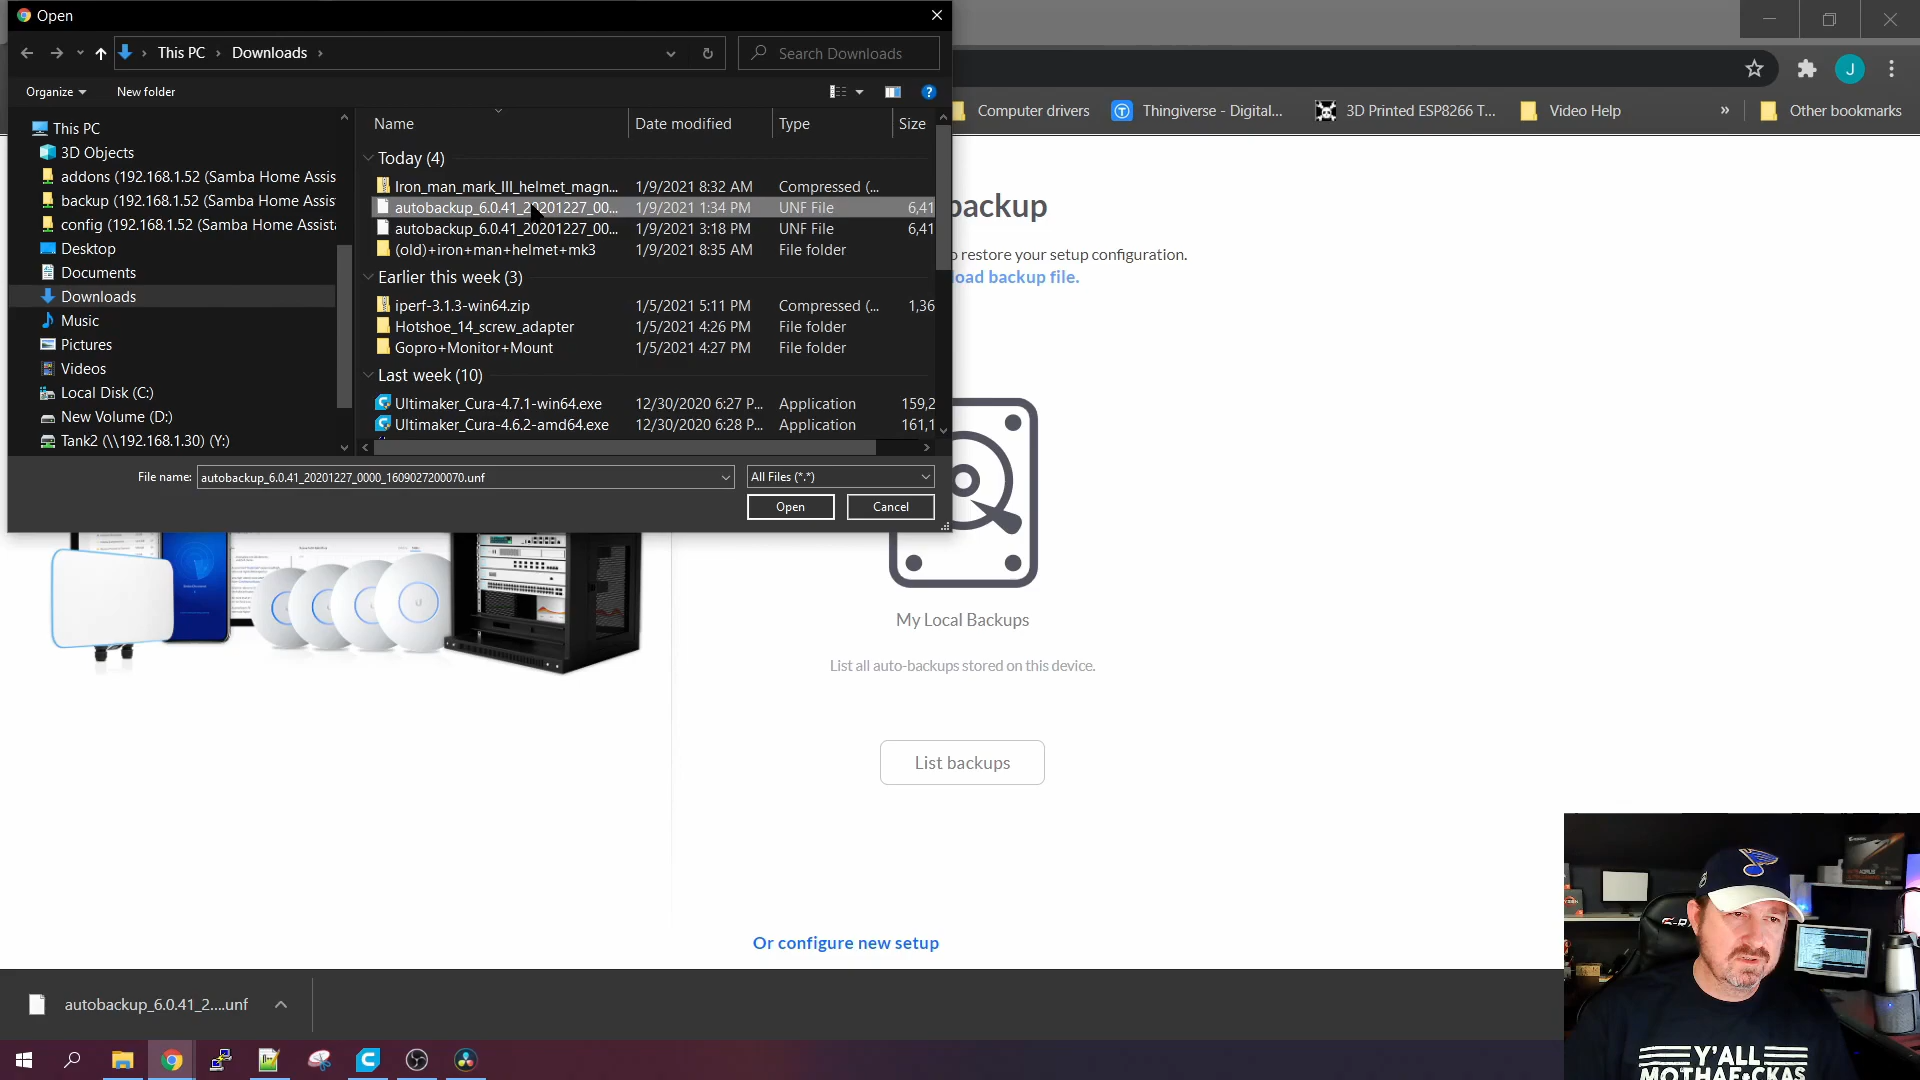 Open
This PC
Downloads
Search Downloads
Organize
New folder
Computer drivers
Thingiverse - Digital...
3D Printed ESP8266 T...
Video Help
»
Other bookmarks
J
Name
Date modified
Type
Size
This PC
3D Objects
addons (192.168.1.52 (Samba Home Assis
backup (192.168.1.52 (Samba Home Assis
config (192.168.1.52 (Samba Home Assist
Desktop
Documents
Downloads
Music
Pictures
Videos
Local Disk (C:)
New Volume (D:)
Tank2 (\\192.168.1.30) (Y:)
Today (4)
Iron_man_mark_III_helmet_magn... 1/9/2021 8:32 AM Compressed (...
autobackup_6.0.41_20201227_00... 1/9/2021 1:34 PM UNF File 6,41
autobackup_6.0.41_20201227_00... 1/9/2021 3:18 PM UNF File 6,41
(old)+iron+man+helmet+mk3 1/9/2021 8:35 AM File folder
Earlier this week (3)
iperf-3.1.3-win64.zip 1/5/2021 5:11 PM Compressed (... 1,36
Hotshoe_14_screw_adapter 1/5/2021 4:26 PM File folder
Gopro+Monitor+Mount 1/5/2021 4:27 PM File folder
Last week (10)
Ultimaker_Cura-4.7.1-win64.exe 12/30/2020 6:27 P... Application 159,2
Ultimaker_Cura-4.6.2-amd64.exe 12/30/2020 6:28 P... Application 161,1
File name: autobackup_6.0.41_20201227_0000_1609027200070.unf
All Files (*.*)
Open
Cancel
backup
o restore your setup configuration.
oad backup file.
My Local Backups
List all auto-backups stored on this device.
List backups
Or configure new setup
autobackup_6.0.41_2....unf
Y'ALL
MOTHAF*CKAS